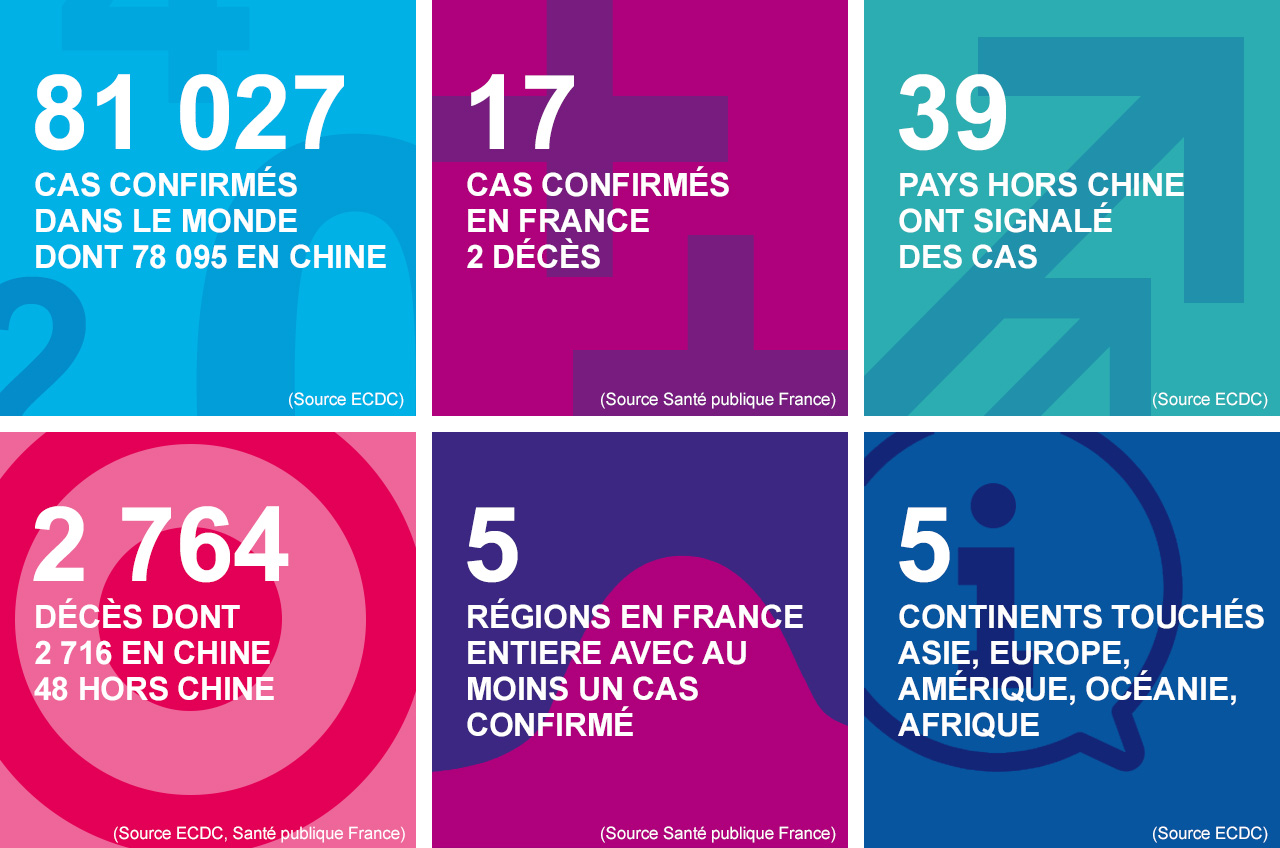 81 027
CAS CONFIRMÉS
DANS LE MONDE
DONT 78 095 EN CHINE
(Source ECDC)
17
CAS CONFIRMÉS
EN FRANCE
2 DÉCÈS
(Source Santé publique France)
39
PAYS HORS CHINE
ONT SIGNALÉ
DES CAS
(Source ECDC)
2 764
DÉCÈS DONT
2 716 EN CHINE
48 HORS CHINE
(Source ECDC, Santé publique France)
5
RÉGIONS EN FRANCE
ENTIERE AVEC AU
MOINS UN CAS
CONFIRMÉ
(Source Santé publique France)
5
CONTINENTS TOUCHÉS
ASIE, EUROPE,
AMÉRIQUE, OCÉANIE,
AFRIQUE
(Source ECDC)